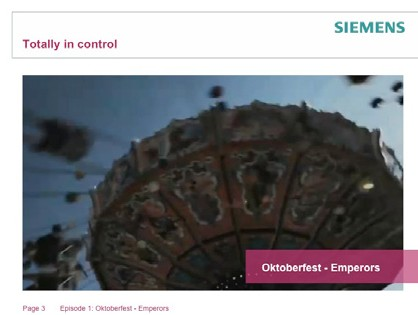 SIEMENS
Totally in control
Oktoberfest - Emperors
Page 3 Episode 1: Oktoberfest - Emperors